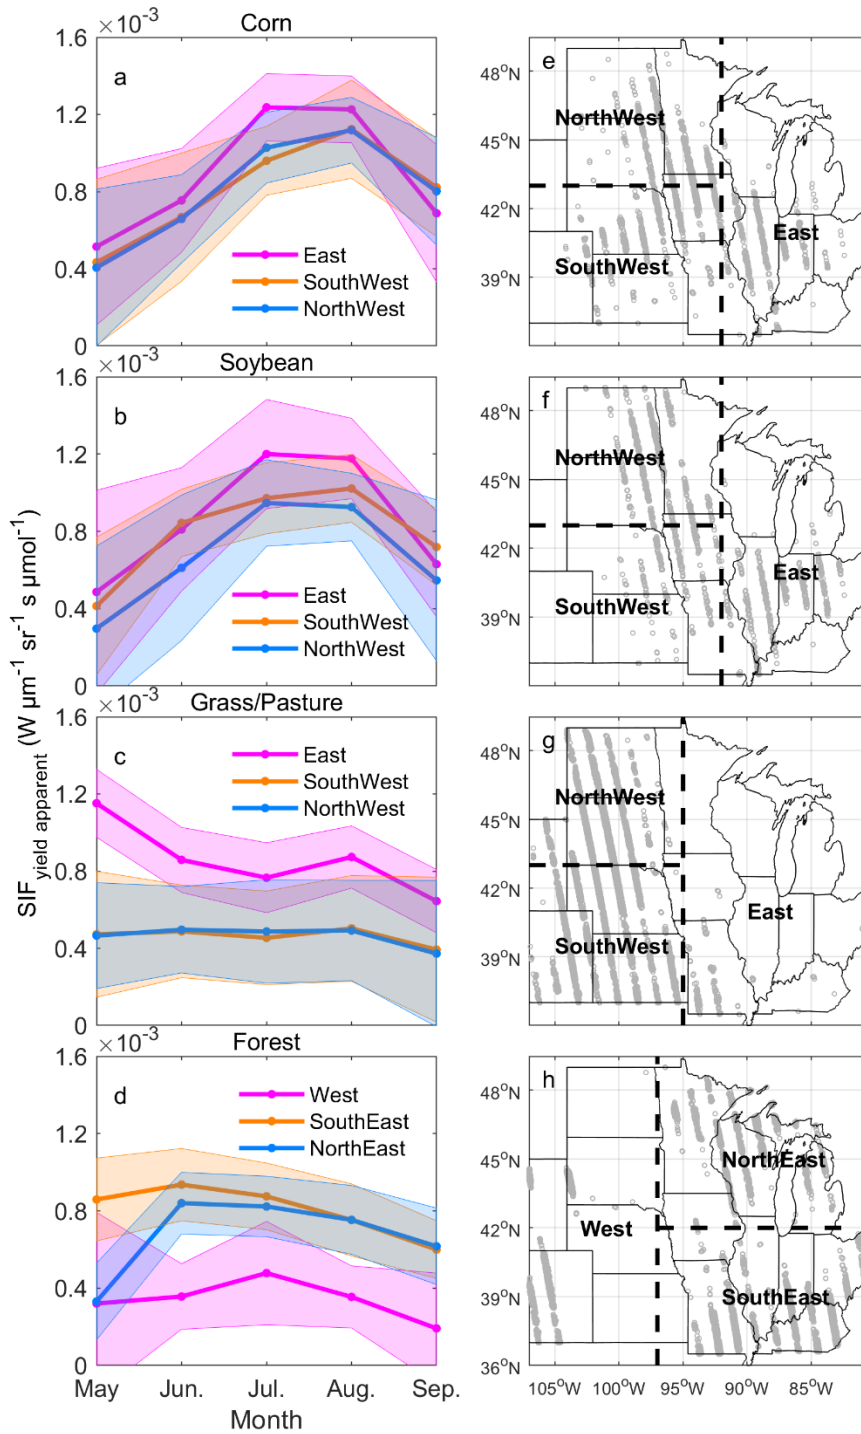 ×10⁻³
Corn
1.6
a
1.2
0.8
0.4
0
East
SouthWest
NorthWest
e
48°N
45°N
42°N
39°N
NorthWest
SouthWest
East
×10⁻³
Soybean
1.6
b
1.2
0.8
0.4
0
East
SouthWest
NorthWest
f
48°N
45°N
42°N
39°N
NorthWest
SouthWest
East
SIF yield apparent (W μm⁻¹ sr⁻¹ s μmol⁻¹)
×10⁻³
Grass/Pasture
1.6
c
1.2
0.8
0.4
0
East
SouthWest
NorthWest
g
48°N
45°N
42°N
39°N
NorthWest
SouthWest
East
×10⁻³
Forest
1.6
d
1.2
0.8
0.4
0
West
SouthEast
NorthEast
May Jun. Jul. Aug. Sep.
Month
h
48°N
45°N
42°N
39°N
36°N
NorthEast
West
SouthEast
105°W 100°W 95°W 90°W 85°W